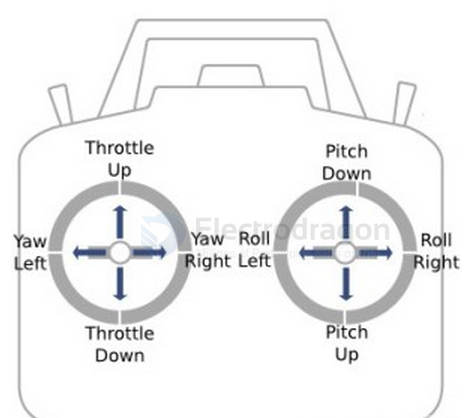 Throttle
Up
Pitch
Down
Electrodragon
Yaw
Left
Yaw
Right
Roll
Left
Roll
Right
Throttle
Down
Pitch
Up